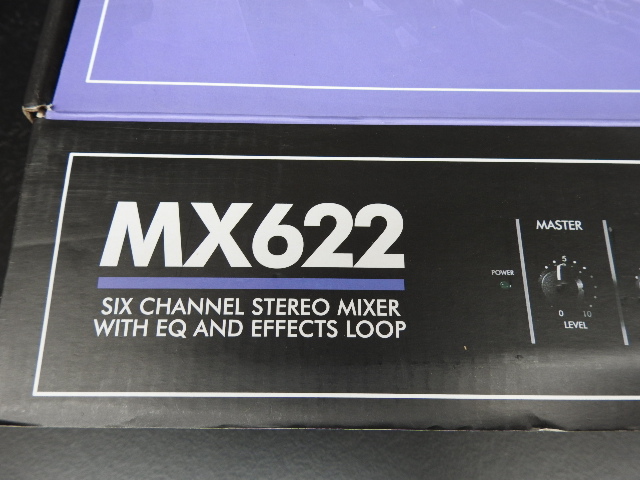 MX622
SIX CHANNEL STEREO MIXER
WITH EQ AND EFFECTS LOOP
POWER
MASTER
5
0 10
LEVEL